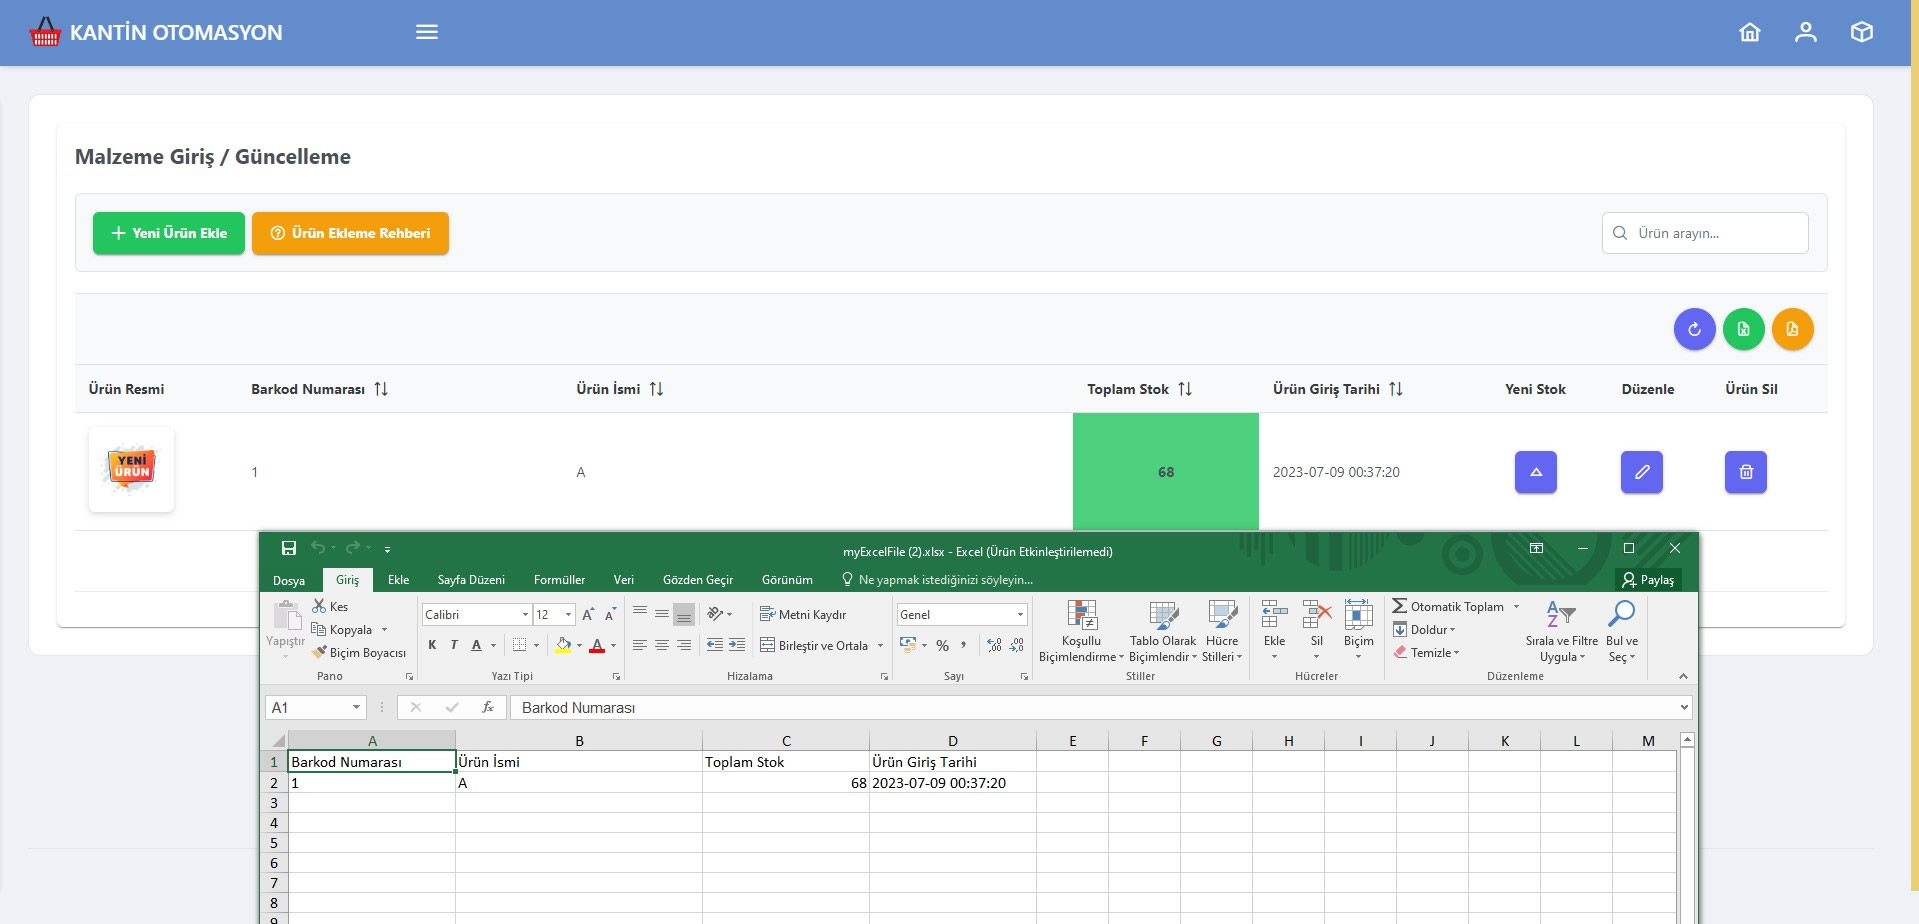 KANTİN OTOMASYON
Malzeme Giriş / Güncelleme
Yeni Ürün Ekle
Ürün Ekleme Rehberi
Ürün arayın...
Ürün Resmi
Barkod Numarası
Ürün İsmi
Toplam Stok
Ürün Giriş Tarihi
Yeni Stok
Düzenle
Ürün Sil
YENİ
ÜRÜN
1
A
68
2023-07-09 00:37:20
myExcelFile (2).xlsx - Excel (Ürün Etkinleştirilemedi)
Dosya
Giriş
Ekle
Sayfa Düzeni
Formüller
Veri
Gözden Geçir
Görünüm
Ne yapmak istediğinizi söyleyin...
Paylaş
Yapıştır
Kes
Kopyala
Biçim Boyacısı
Pano
Calibri
12
K T A
Yazı Tipi
Metni Kaydır
Birleştir ve Ortala
Hizalama
Genel
%
Sayı
Koşullu
Biçimlendirme
Tablo Olarak
Biçimlendir
Hücre
Stilleri
Stiller
Ekle
Sil
Biçim
Hücreler
Otomatik Toplam
Doldur
Temizle
Sırala ve Filtre
Uygula
Bul ve
Seç
Düzenleme
A1
fx
Barkod Numarası
A B C D E F G H I J K L M
1 Barkod Numarası Ürün İsmi Toplam Stok Ürün Giriş Tarihi
2 1 A 68 2023-07-09 00:37:20
3
4
5
6
7
8
9